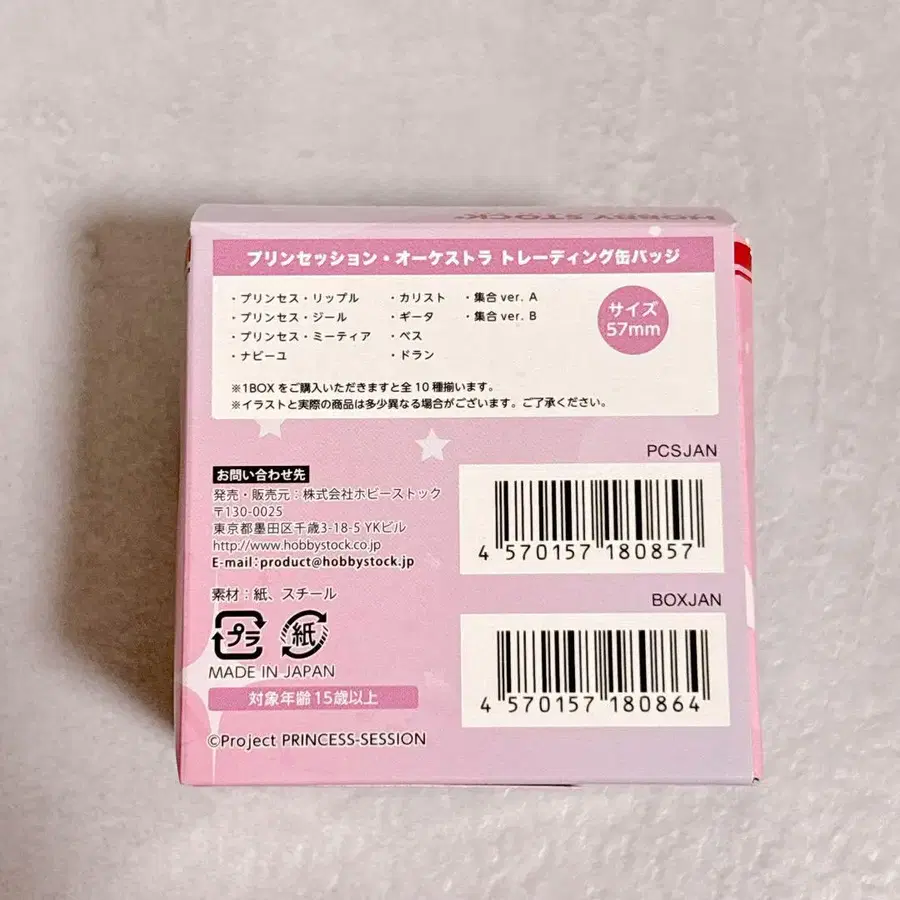 HOBBY STOCK
プリンセッション・オーケストラ トレーディング缶バッジ
・プリンセス・リップル ・カリスト ・集合 ver. A
・プリンセス・ジール ・ギータ ・集合 ver. B
・プリンセス・ミーティア ・ベス
・ナビーユ ・ドラン
サイズ
57mm
※1BOX をご購入いただきますと全 10 種揃います。
※イラストと実際の商品は多少異なる場合がございます。ご了承ください。
お問い合わせ先
発売・販売元：株式会社ホビーストック
〒130-0025
東京都墨田区千歳3-18-5 YKビル
http://www.hobbystock.co.jp
E-mail：product@hobbystock.jp
素材：紙、スチール
プラ 紙
MADE IN JAPAN
対象年齢 15歳以上
©Project PRINCESS-SESSION
PCSJAN
4 570157 180857
BOXJAN
4 570157 180864